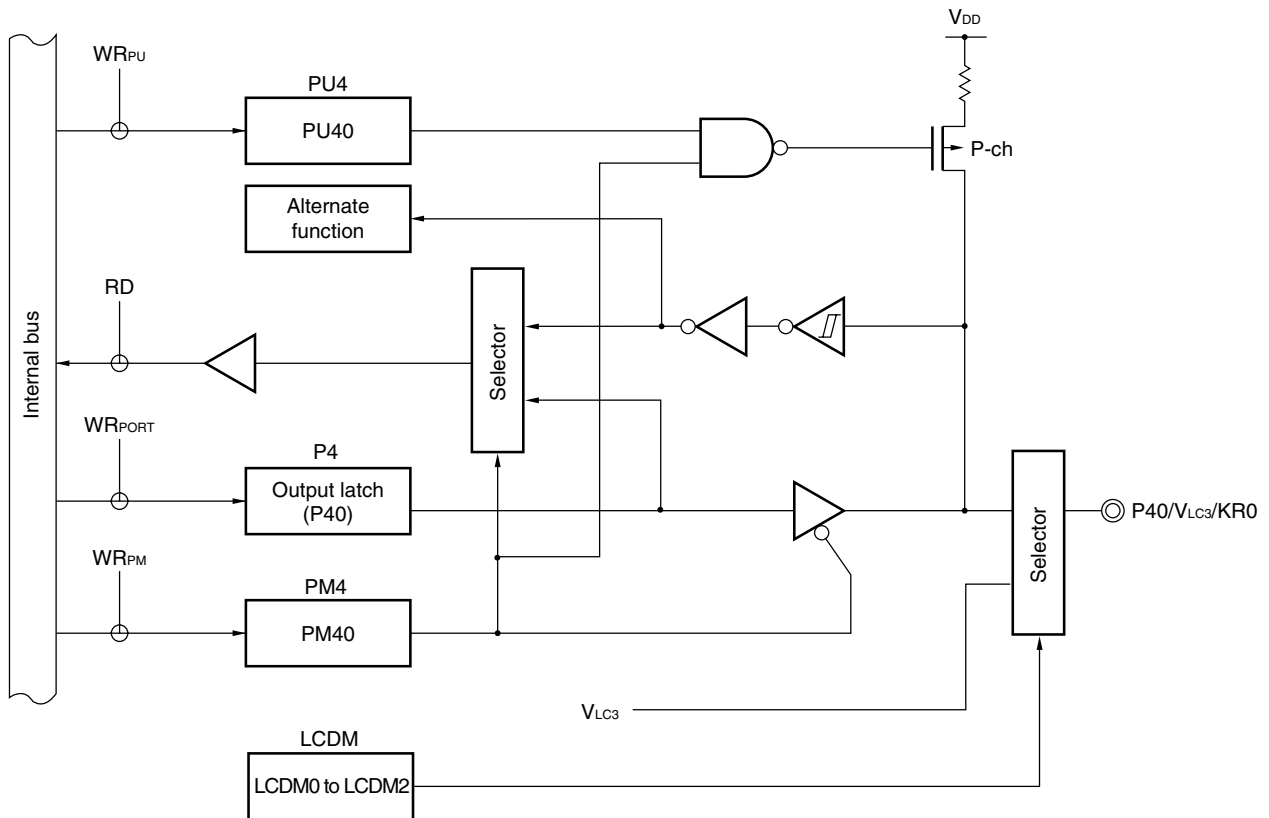 VDD
WRPU
PU4
PU40
P-ch
Alternate
function
RD
Selector
Internal bus
WRPORT
P4
Output latch
(P40)
P40/VLC3/KR0
Selector
WRPM
PM4
PM40
VLC3
LCDM
LCDM0 to LCDM2